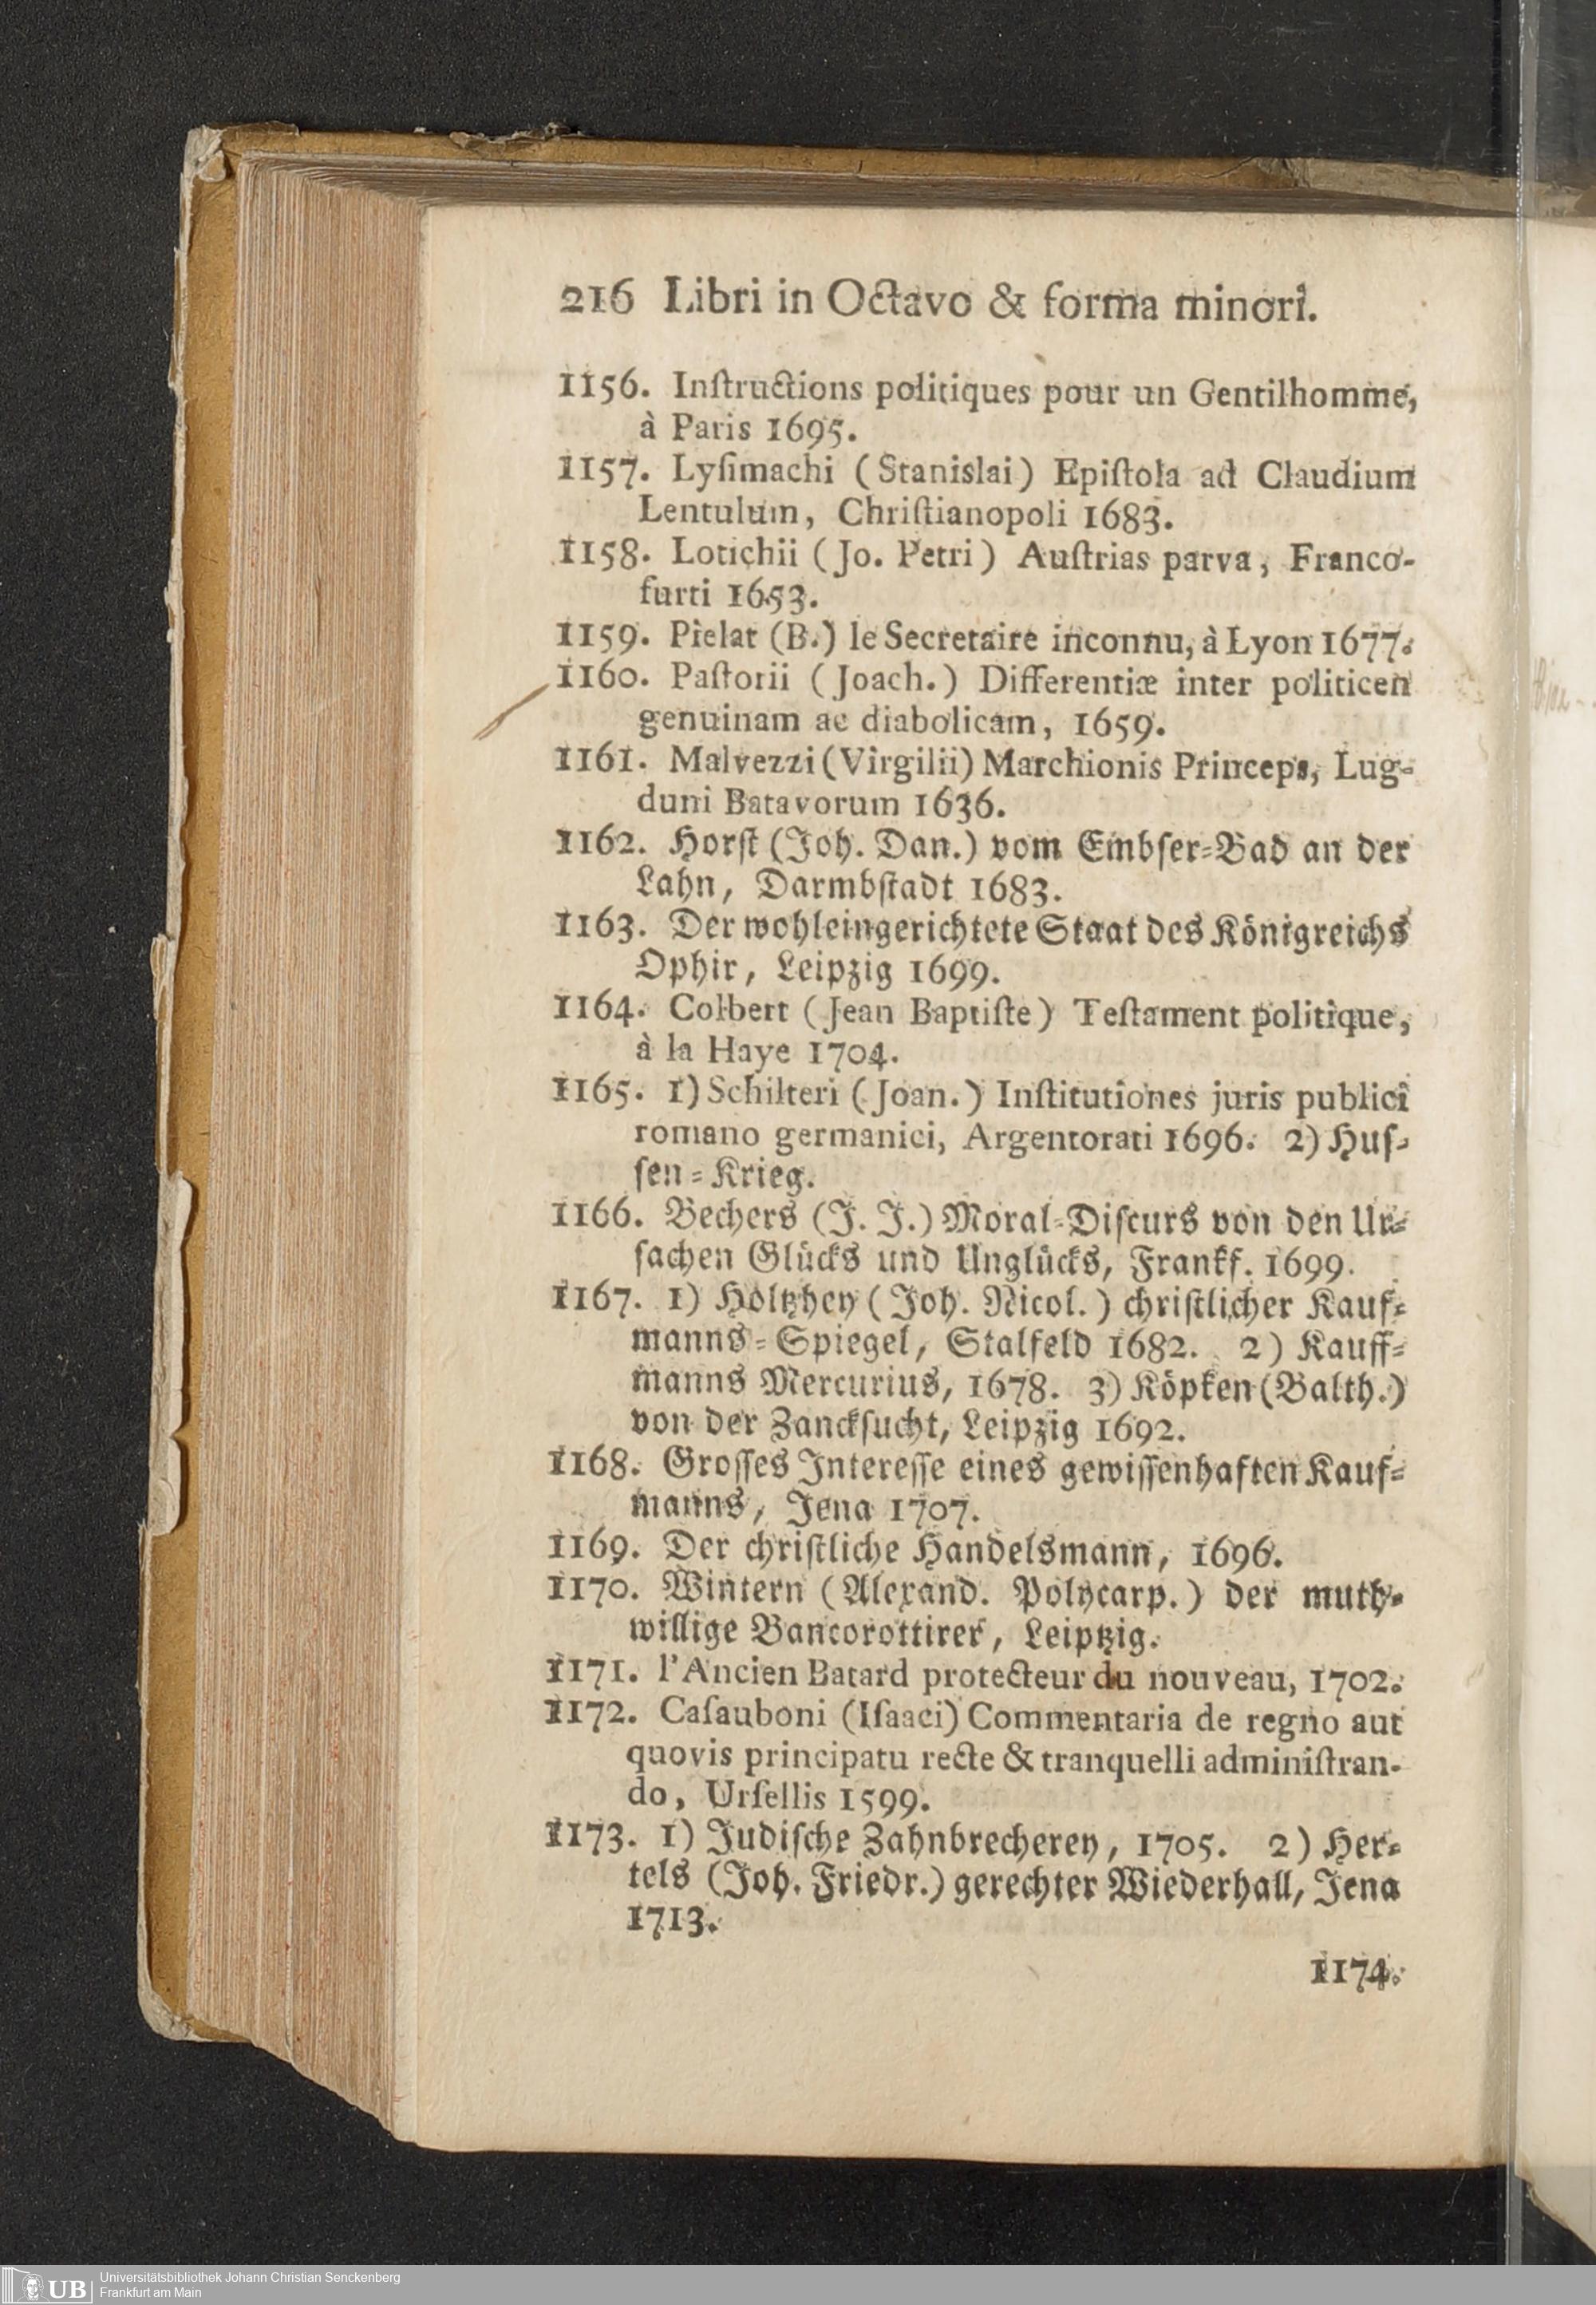 216 Libri in Octavo & forma minori.
1156. Inſtructions politiques pour un Gentilhomme,
à Paris 1695.
1157. Lyſimachi (Stanislai) Epiſtola ad Claudium
Lentulum, Chriſtianopoli 1683.
1158. Lotichii (Jo. Petri) Auſtrias parva, Franco-
furti 1653.
1159. Pielat (B.) le Secretaire inconnu, à Lyon 1677.
1160. Paſtorii (Joach.) Differentiæ inter politicen
genuinam ac diabolicam, 1659.
1161. Malvezzi (Virgilii) Marchionis Princeps, Lug-
duni Batavorum 1636.
1162. Horſt (Joh. Dan.) vom Embſer-Bad an der
Lahn, Darmbſtadt 1683.
1163. Der wohleingerichtete Staat des Königreichs
Ophir, Leipzig 1699.
1164. Colbert (Jean Baptiſte) Teſtament politique,
à la Haye 1704.
1165. 1) Schilteri (Joan.) Inſtitutiones juris publici
romano germanici, Argentorati 1696. 2) Huſ-
ſen-Krieg.
1166. Bechers (J. J.) Moral-Diſcurs von den Ur-
ſachen Glücks und Unglücks, Frankf. 1699.
1167. 1) Holtzhey (Joh. Nicol.) chriſtlicher Kauf-
manns-Spiegel, Stalfeld 1682. 2) Kauff-
manns Mercurius, 1678. 3) Köpken (Balth.)
von der Zanckſucht, Leipzig 1692.
1168. Groſſes Intereſſe eines gewiſſenhaften Kauf-
manns, Jena 1707.
1169. Der chriſtliche Handelsmann, 1696.
1170. Wintern (Alexand. Polycarp.) der muth-
willige Bancorottirer, Leiptzig.
1171. l'Ancien Batard protecteur du nouveau, 1702.
1172. Caſauboni (Iſaaci) Commentaria de regno aut
quovis principatu recte & tranquelli adminiſtran-
do, Urſellis 1599.
1173. 1) Judiſche Zahnbrecherey, 1705. 2) Her-
tels (Joh. Friedr.) gerechter Wiederhall, Jena
1713.
1174.
UB Universitätsbibliothek Johann Christian Senckenberg
Frankfurt am Main